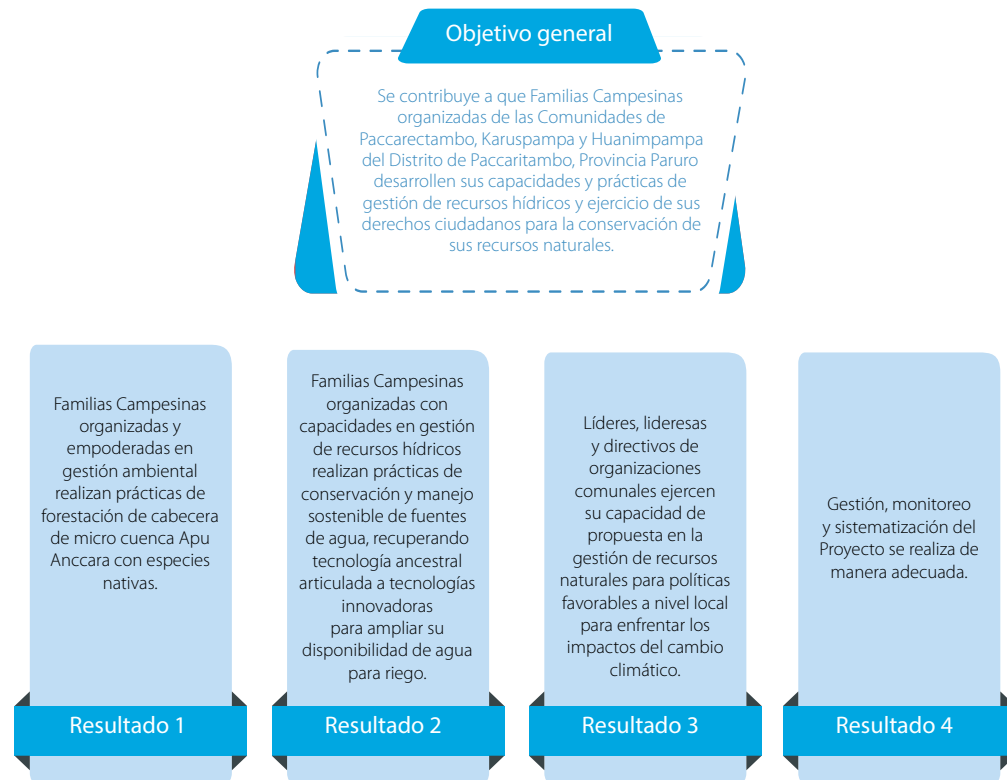 Objetivo general
Se contribuye a que Familias Campesinas
organizadas de las Comunidades de
Paccarectambo, Karuspampa y Huanimpampa
del Distrito de Paccaritambo, Provincia Paruro
desarrollen sus capacidades y prácticas de
gestión de recursos hídricos y ejercicio de sus
derechos ciudadanos para la conservación de
sus recursos naturales.
Familias Campesinas
organizadas y
empoderadas en
gestión ambiental
realizan prácticas de
forestación de cabecera
de micro cuenca Apu
Anccara con especies
nativas.
Resultado 1
Familias Campesinas
organizadas con
capacidades en gestión
de recursos hídricos
realizan prácticas de
conservación y manejo
sostenible de fuentes
de agua, recuperando
tecnología ancestral
articulada a tecnologías
innovadoras
para ampliar su
disponibilidad de agua
para riego.
Resultado 2
Líderes, lideresas
y directivos de
organizaciones
comunales ejercen
su capacidad de
propuesta en la
gestión de recursos
naturales para políticas
favorables a nivel local
para enfrentar los
impactos del cambio
climático.
Resultado 3
Gestión, monitoreo
y sistematización del
Proyecto se realiza de
manera adecuada.
Resultado 4